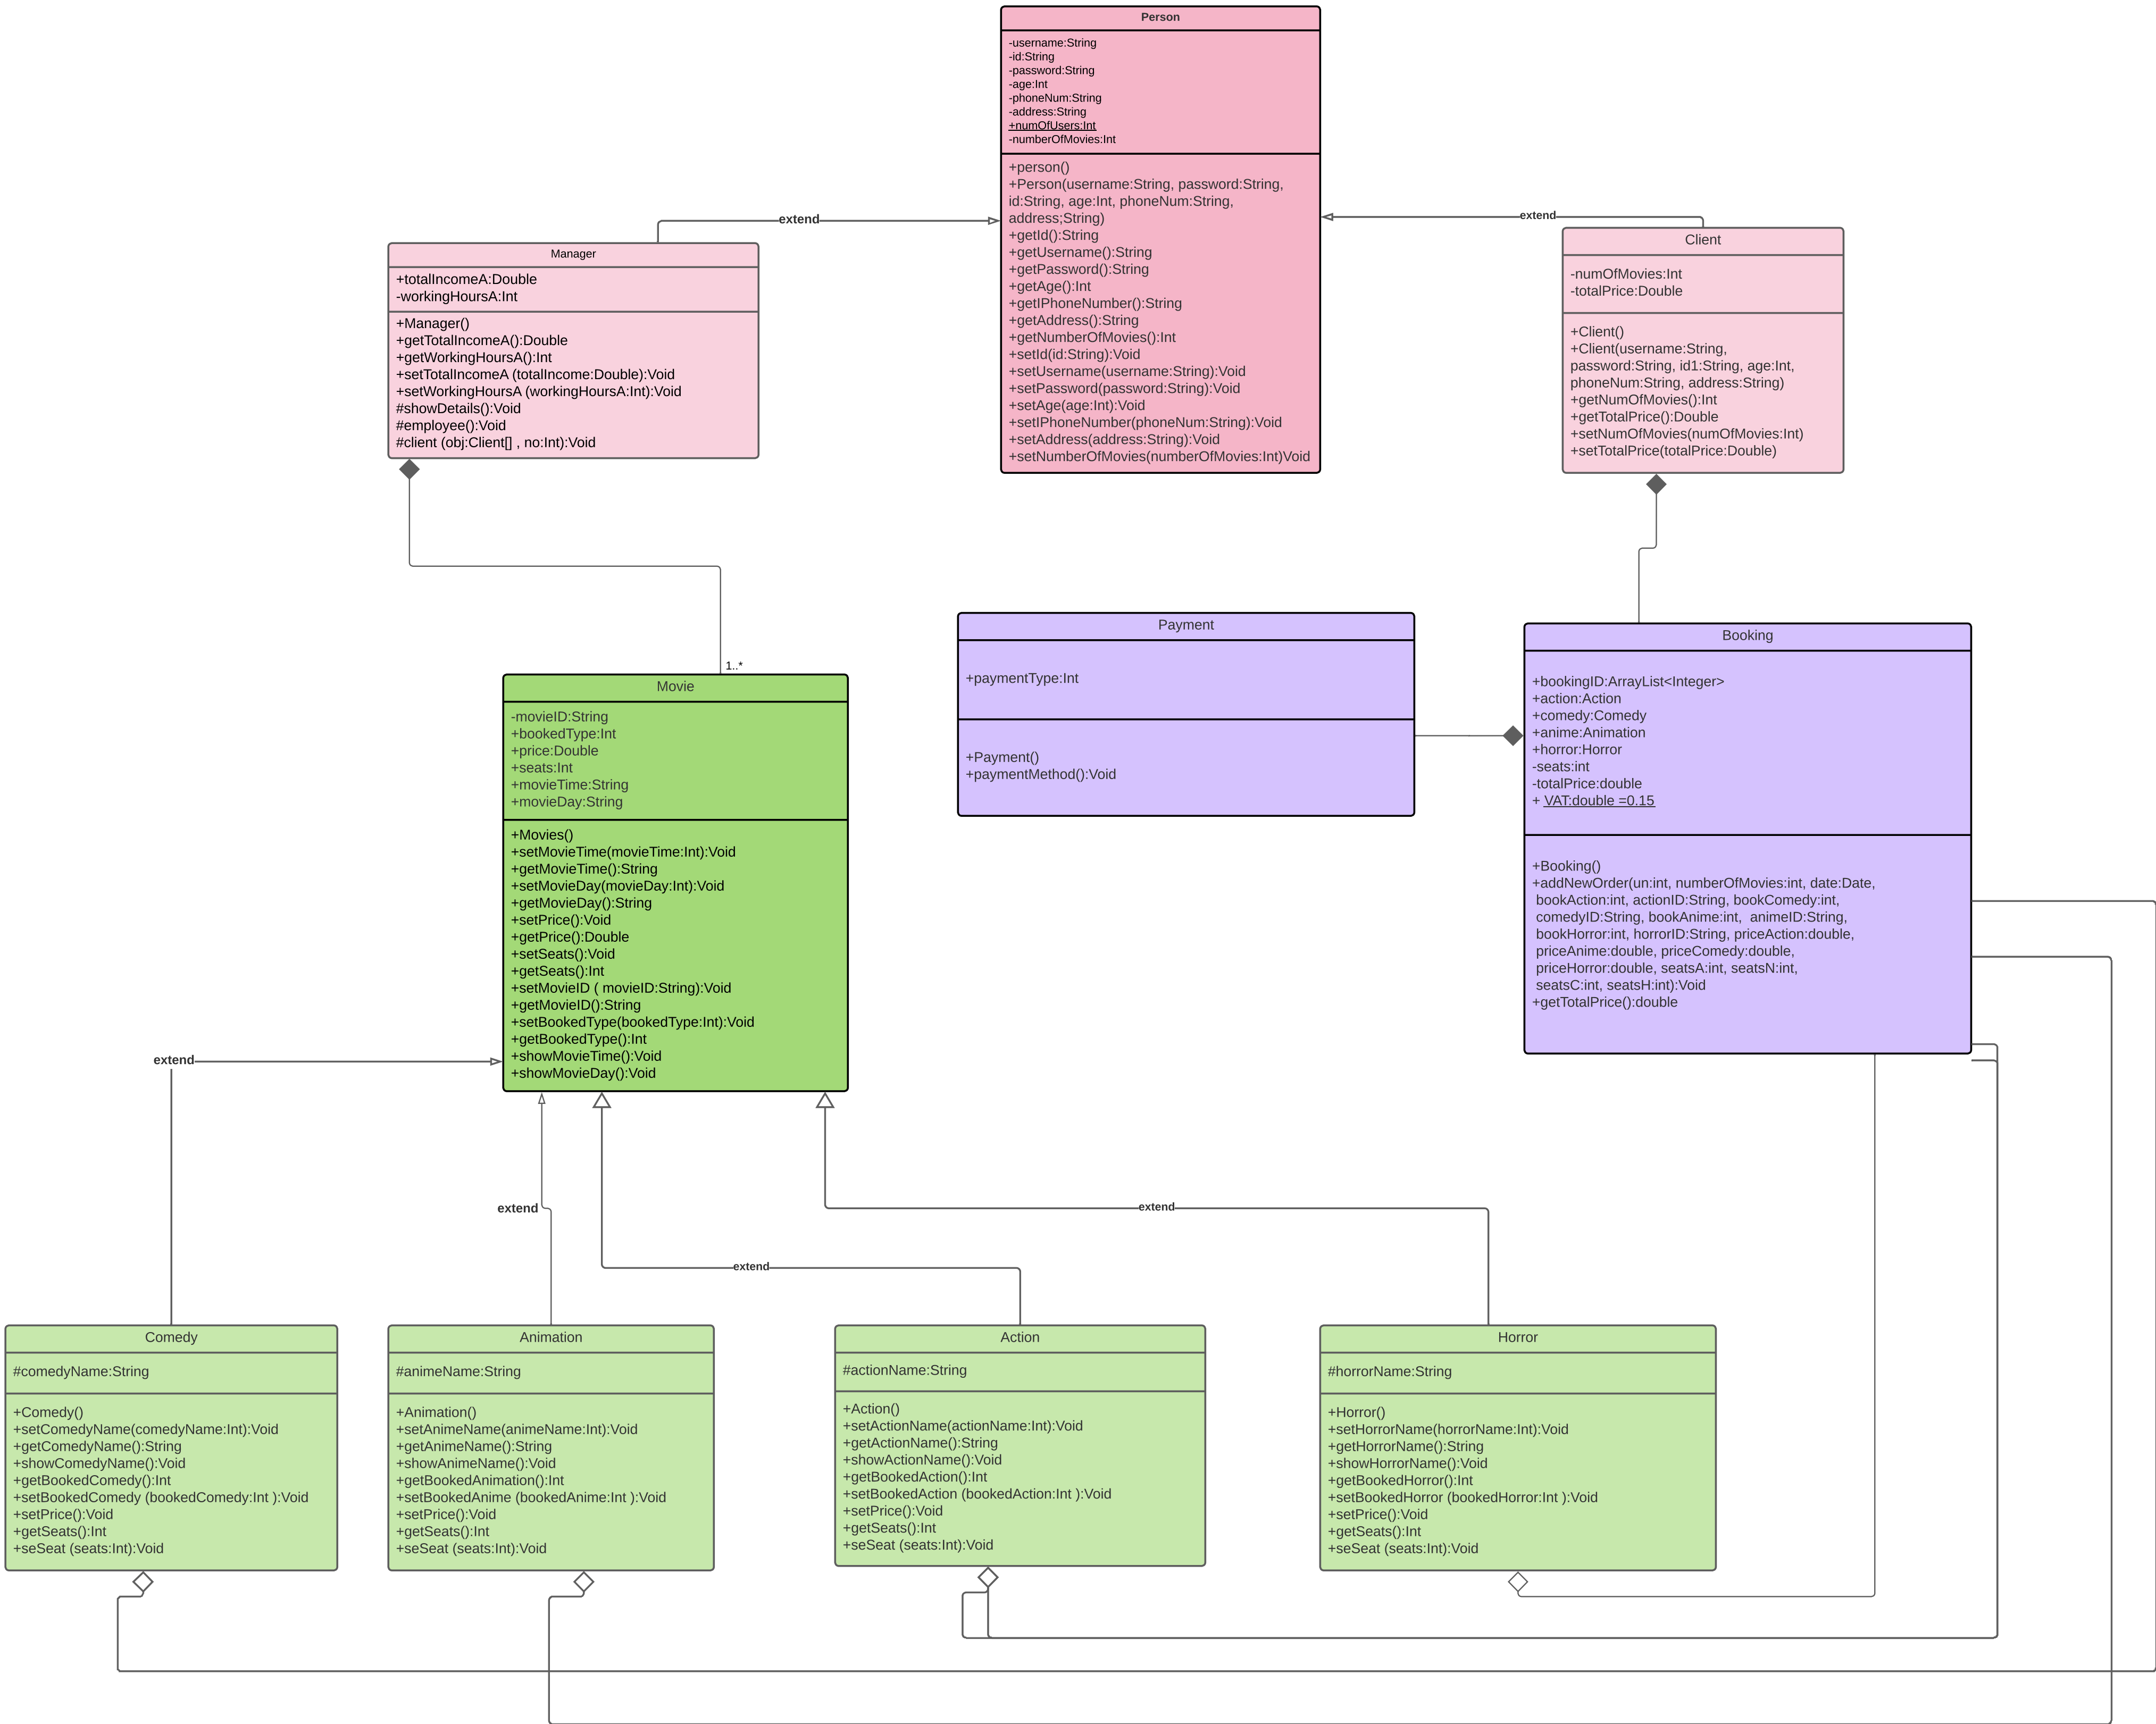 Person
-username:String
-id:String
-password:String
-age:Int
-phoneNum:String
-address:String
+numOfUsers:Int
-numberOfMovies:Int
+person()
+Person(username:String, password:String,
id:String, age:Int, phoneNum:String,
address;String)
+getId():String
+getUsername():String
+getPassword():String
+getAge():Int
+getIPhoneNumber():String
+getAddress():String
+getNumberOfMovies():Int
+setId(id:String):Void
+setUsername(username:String):Void
+setPassword(password:String):Void
+setAge(age:Int):Void
+setIPhoneNumber(phoneNum:String):Void
+setAddress(address:String):Void
+setNumberOfMovies(numberOfMovies:Int)Void
extend
extend
Manager
+totalIncomeA:Double
-workingHoursA:Int
+Manager()
+getTotalIncomeA():Double
+getWorkingHoursA():Int
+setTotalIncomeA (totalIncome:Double):Void
+setWorkingHoursA (workingHoursA:Int):Void
#showDetails():Void
#employee():Void
#client (obj:Client[] , no:Int):Void
Client
-numOfMovies:Int
-totalPrice:Double
+Client()
+Client(username:String,
password:String, id1:String, age:Int,
phoneNum:String, address:String)
+getNumOfMovies():Int
+getTotalPrice():Double
+setNumOfMovies(numOfMovies:Int)
+setTotalPrice(totalPrice:Double)
1..*
Movie
-movieID:String
+bookedType:Int
+price:Double
+seats:Int
+movieTime:String
+movieDay:String
+Movies()
+setMovieTime(movieTime:Int):Void
+getMovieTime():String
+setMovieDay(movieDay:Int):Void
+getMovieDay():String
+setPrice():Void
+getPrice():Double
+setSeats():Void
+getSeats():Int
+setMovieID ( movieID:String):Void
+getMovieID():String
+setBookedType(bookedType:Int):Void
+getBookedType():Int
+showMovieTime():Void
+showMovieDay():Void
Payment
+paymentType:Int
+Payment()
+paymentMethod():Void
Booking
+bookingID:ArrayList<Integer>
+action:Action
+comedy:Comedy
+anime:Animation
+horror:Horror
-seats:int
-totalPrice:double
+ VAT:double =0.15
+Booking()
+addNewOrder(un:int, numberOfMovies:int, date:Date,
bookAction:int, actionID:String, bookComedy:int,
comedyID:String, bookAnime:int,  animeID:String,
bookHorror:int, horrorID:String, priceAction:double,
priceAnime:double, priceComedy:double,
priceHorror:double, seatsA:int, seatsN:int,
seatsC:int, seatsH:int):Void
+getTotalPrice():double
extend
extend
extend
extend
Comedy
#comedyName:String
+Comedy()
+setComedyName(comedyName:Int):Void
+getComedyName():String
+showComedyName():Void
+getBookedComedy():Int
+setBookedComedy (bookedComedy:Int ):Void
+setPrice():Void
+getSeats():Int
+seSeat (seats:Int):Void
Animation
#animeName:String
+Animation()
+setAnimeName(animeName:Int):Void
+getAnimeName():String
+showAnimeName():Void
+getBookedAnimation():Int
+setBookedAnime (bookedAnime:Int ):Void
+setPrice():Void
+getSeats():Int
+seSeat (seats:Int):Void
Action
#actionName:String
+Action()
+setActionName(actionName:Int):Void
+getActionName():String
+showActionName():Void
+getBookedAction():Int
+setBookedAction (bookedAction:Int ):Void
+setPrice():Void
+getSeats():Int
+seSeat (seats:Int):Void
Horror
#horrorName:String
+Horror()
+setHorrorName(horrorName:Int):Void
+getHorrorName():String
+showHorrorName():Void
+getBookedHorror():Int
+setBookedHorror (bookedHorror:Int ):Void
+setPrice():Void
+getSeats():Int
+seSeat (seats:Int):Void